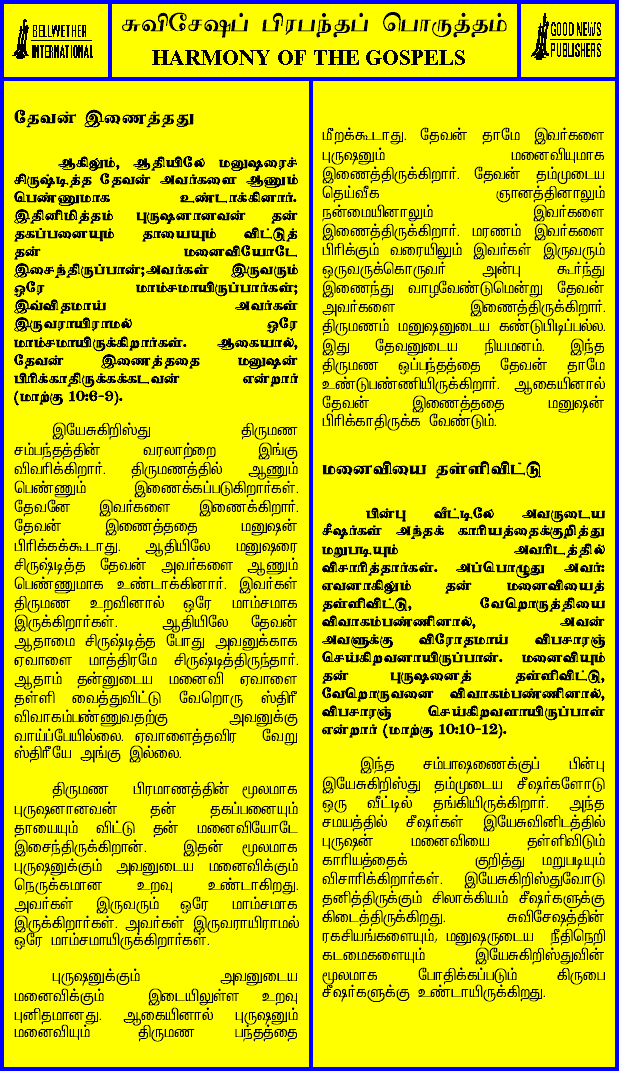 BELLWETHER
INTERNATIONAL
சுவிசேஷப் பிரபந்தப் பொருத்தம்
HARMONY OF THE GOSPELS
GOOD NEWS
PUBLISHERS
தேவன் இணைத்தது
ஆகிலும், ஆதியிலே மனுஷரைச்
சிருஷ்டித்த தேவன் அவர்களை ஆணும்
பெண்ணுமாக உண்டாக்கினார்.
இதினிமித்தம் புருஷனானவன் தன்
தகப்பனையும் தாயையும் விட்டுத்
தன் மனைவியோடே
இசைந்திருப்பான்;அவர்கள் இருவரும்
ஒரே மாம்சமாயிருப்பார்கள்;
இவ்விதமாய் அவர்கள்
இருவராயிராமல் ஒரே
மாம்சமாயிருக்கிறார்கள். ஆகையால்,
தேவன் இணைத்ததை மனுஷன்
பிரிக்காதிருக்கக்கடவன் என்றார்
(மாற்கு 10:6-9).
இயேசுகிறிஸ்து திருமண
சம்பந்தத்தின் வரலாற்றை இங்கு
விவரிக்கிறார். திருமணத்தில் ஆணும்
பெண்ணும் இணைக்கப்படுகிறார்கள்.
தேவனே இவர்களை இணைக்கிறார்.
தேவன் இணைத்ததை மனுஷன்
பிரிக்கக்கூடாது. ஆதியிலே மனுஷரை
சிருஷ்டித்த தேவன் அவர்களை ஆணும்
பெண்ணுமாக உண்டாக்கினார். இவர்கள்
திருமண உறவினால் ஒரே மாம்சமாக
இருக்கிறார்கள். ஆதியிலே தேவன்
ஆதாமை சிருஷ்டித்த போது அவனுக்காக
ஏவாளை மாத்திரமே சிருஷ்டித்திருந்தார்.
ஆதாம் தன்னுடைய மனைவி ஏவாளை
தள்ளி வைத்துவிட்டு வேறொரு ஸ்திரீ
விவாகம்பண்ணுவதற்கு அவனுக்கு
வாய்ப்பேயில்லை. ஏவாளைத்தவிர வேறு
ஸ்திரீயே அங்கு இல்லை.
திருமண பிரமாணத்தின் மூலமாக
புருஷனானவன் தன் தகப்பனையும்
தாயையும் விட்டு தன் மனைவியோடே
இசைந்திருக்கிறான். இதன் மூலமாக
புருஷனுக்கும் அவனுடைய மனைவிக்கும்
நெருக்கமான உறவு உண்டாகிறது.
அவர்கள் இருவரும் ஒரே மாம்சமாக
இருக்கிறார்கள். அவர்கள் இருவராயிராமல்
ஒரே மாம்சமாயிருக்கிறார்கள்.
புருஷனுக்கும் அவனுடைய
மனைவிக்கும் இடையிலுள்ள உறவு
புனிதமானது. ஆகையினால் புருஷனும்
மனைவியும் திருமண பந்தத்தை
மீறக்கூடாது. தேவன் தாமே இவர்களை
புருஷனும் மனைவியுமாக
இணைத்திருக்கிறார். தேவன் தம்முடைய
தெய்வீக ஞானத்தினாலும்
நன்மையினாலும் இவர்களை
இணைத்திருக்கிறார். மரணம் இவர்களை
பிரிக்கும் வரையிலும் இவர்கள் இருவரும்
ஒருவருக்கொருவர் அன்பு கூர்ந்து
இணைந்து வாழவேண்டுமென்று தேவன்
அவர்களை இணைத்திருக்கிறார்.
திருமணம் மனுஷனுடைய கண்டுபிடிப்பல்ல.
இது தேவனுடைய நியமனம். இந்த
திருமண ஒப்பந்தத்தை தேவன் தாமே
உண்டுபண்ணியிருக்கிறார். ஆகையினால்
தேவன் இணைத்ததை மனுஷன்
பிரிக்காதிருக்க வேண்டும்.
மனைவியை தள்ளிவிட்டு
பின்பு வீட்டிலே அவருடைய
சீஷர்கள் அந்தக் காரியத்தைக்குறித்து
மறுபடியும் அவரிடத்தில்
விசாரித்தார்கள். அப்பொழுது அவர்:
எவனாகிலும் தன் மனைவியைத்
தள்ளிவிட்டு, வேறொருத்தியை
விவாகம்பண்ணினால், அவன்
அவளுக்கு விரோதமாய் விபசாரஞ்
செய்கிறவனாயிருப்பான். மனைவியும்
தன் புருஷனைத் தள்ளிவிட்டு,
வேறொருவனை விவாகம்பண்ணினால்,
விபசாரஞ் செய்கிறவளாயிருப்பாள்
என்றார் (மாற்கு 10:10-12).
இந்த சம்பாஷணைக்குப் பின்பு
இயேசுகிறிஸ்து தம்முடைய சீஷர்களோடு
ஒரு வீட்டில் தங்கியிருக்கிறார். அந்த
சமயத்தில் சீஷர்கள் இயேசுவினிடத்தில்
புருஷன் மனைவியை தள்ளிவிடும்
காரியத்தைக் குறித்து மறுபடியும்
விசாரிக்கிறார்கள். இயேசுகிறிஸ்துவோடு
தனித்திருக்கும் சிலாக்கியம் சீஷர்களுக்கு
கிடைத்திருக்கிறது. சுவிசேஷத்தின்
ரகசியங்களையும், மனுஷருடைய நீதிநெறி
கடமைகளையும் இயேசுகிறிஸ்துவின்
மூலமாக போதிக்கப்படும் கிருபை
சீஷர்களுக்கு உண்டாயிருக்கிறது.